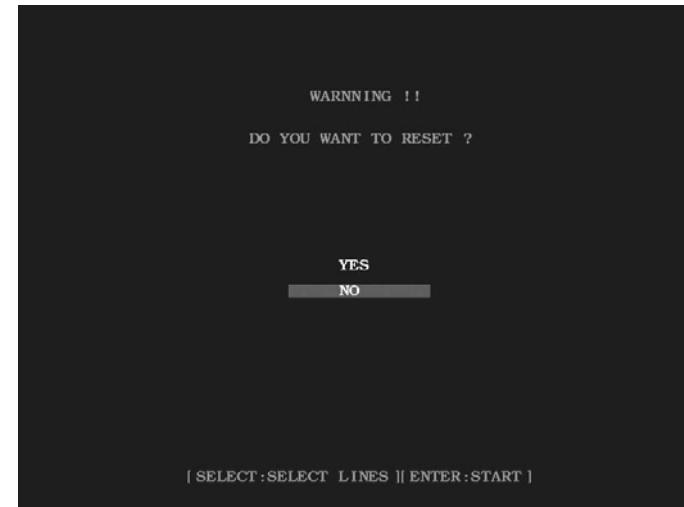 WARNNING !!
DO YOU WANT TO RESET ?
YES
NO
[ SELECT:SELECT LINES ][ ENTER:START ]